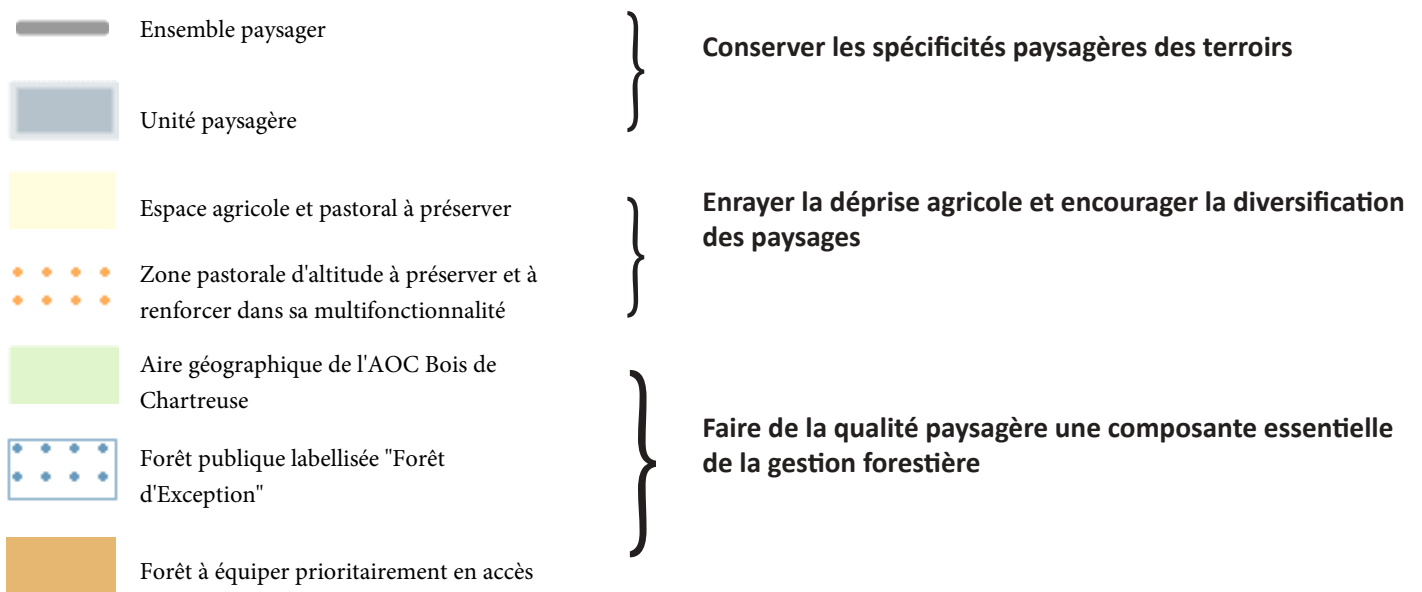 Ensemble paysager
Conserver les spécificités paysagères des terroirs
Unité paysagère
Espace agricole et pastoral à préserver
Enrayer la déprise agricole et encourager la diversification
des paysages
Zone pastorale d'altitude à préserver et à
renforcer dans sa multifonctionnalité
Aire géographique de l'AOC Bois de
Chartreuse
Faire de la qualité paysagère une composante essentielle
de la gestion forestière
Forêt publique labellisée "Forêt
d'Exception"
Forêt à équiper prioritairement en accès